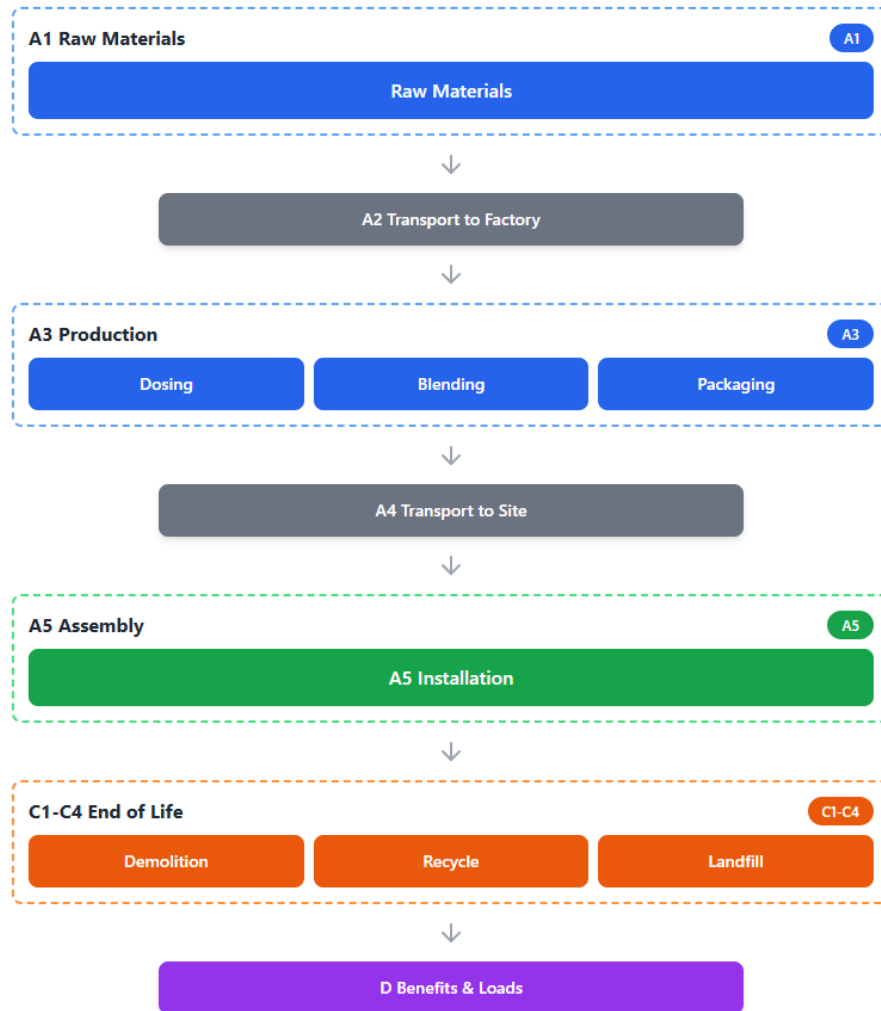 A1 Raw Materials A1
Raw Materials
A2 Transport to Factory
A3 Production A3
Dosing Blending Packaging
A4 Transport to Site
A5 Assembly A5
A5 Installation
C1-C4 End of Life C1-C4
Demolition Recycle Landfill
D Benefits & Loads